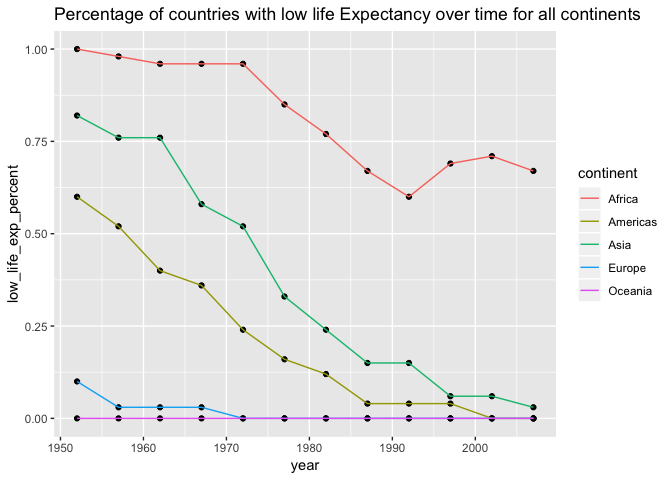 Percentage of countries with low life Expectancy over time for all continents
1.00
0.75
0.50
0.25
0.00
low_life_exp_percent
1950 1960 1970 1980 1990 2000
year
continent
Africa
Americas
Asia
Europe
Oceania